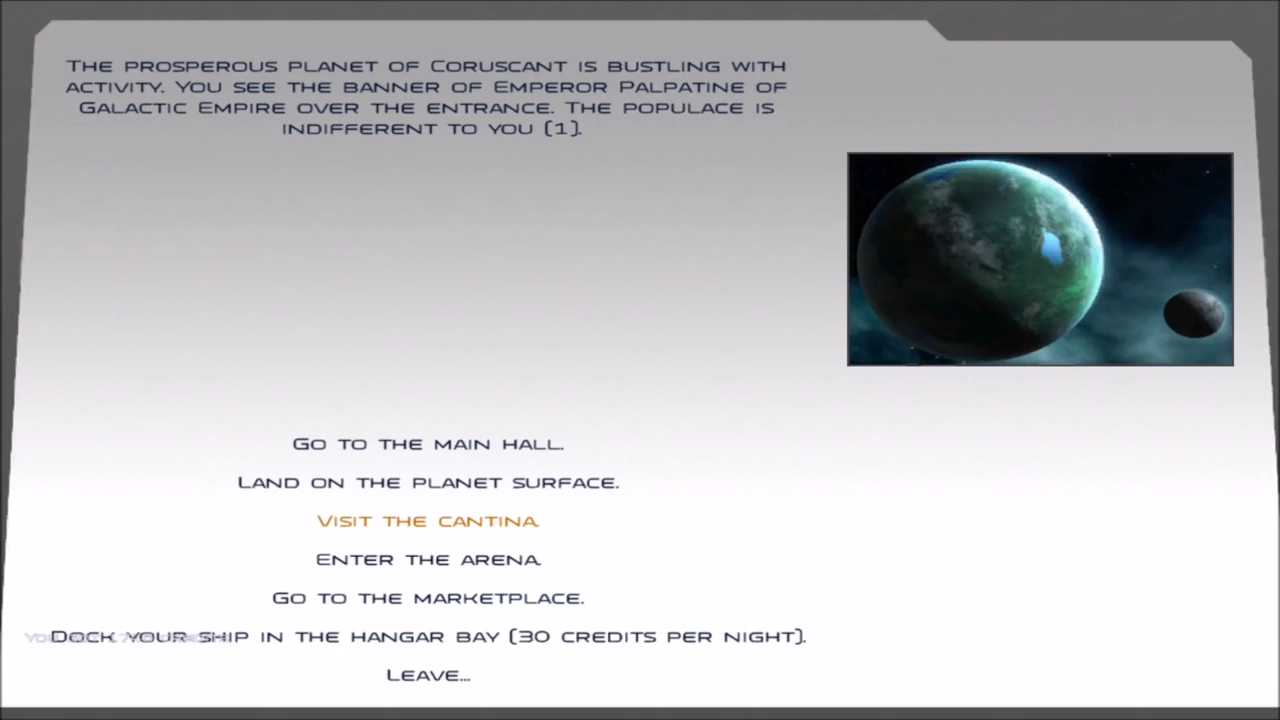 The prosperous planet of Coruscant is bustling with
activity. You see the banner of Emperor Palpatine of
Galactic Empire over the entrance. The populace is
indifferent to you (1).
Go to the main hall.
Land on the planet surface.
Visit the cantina.
Enter the arena.
Go to the marketplace.
Dock your ship in the hangar bay (30 credits per night).
Leave...